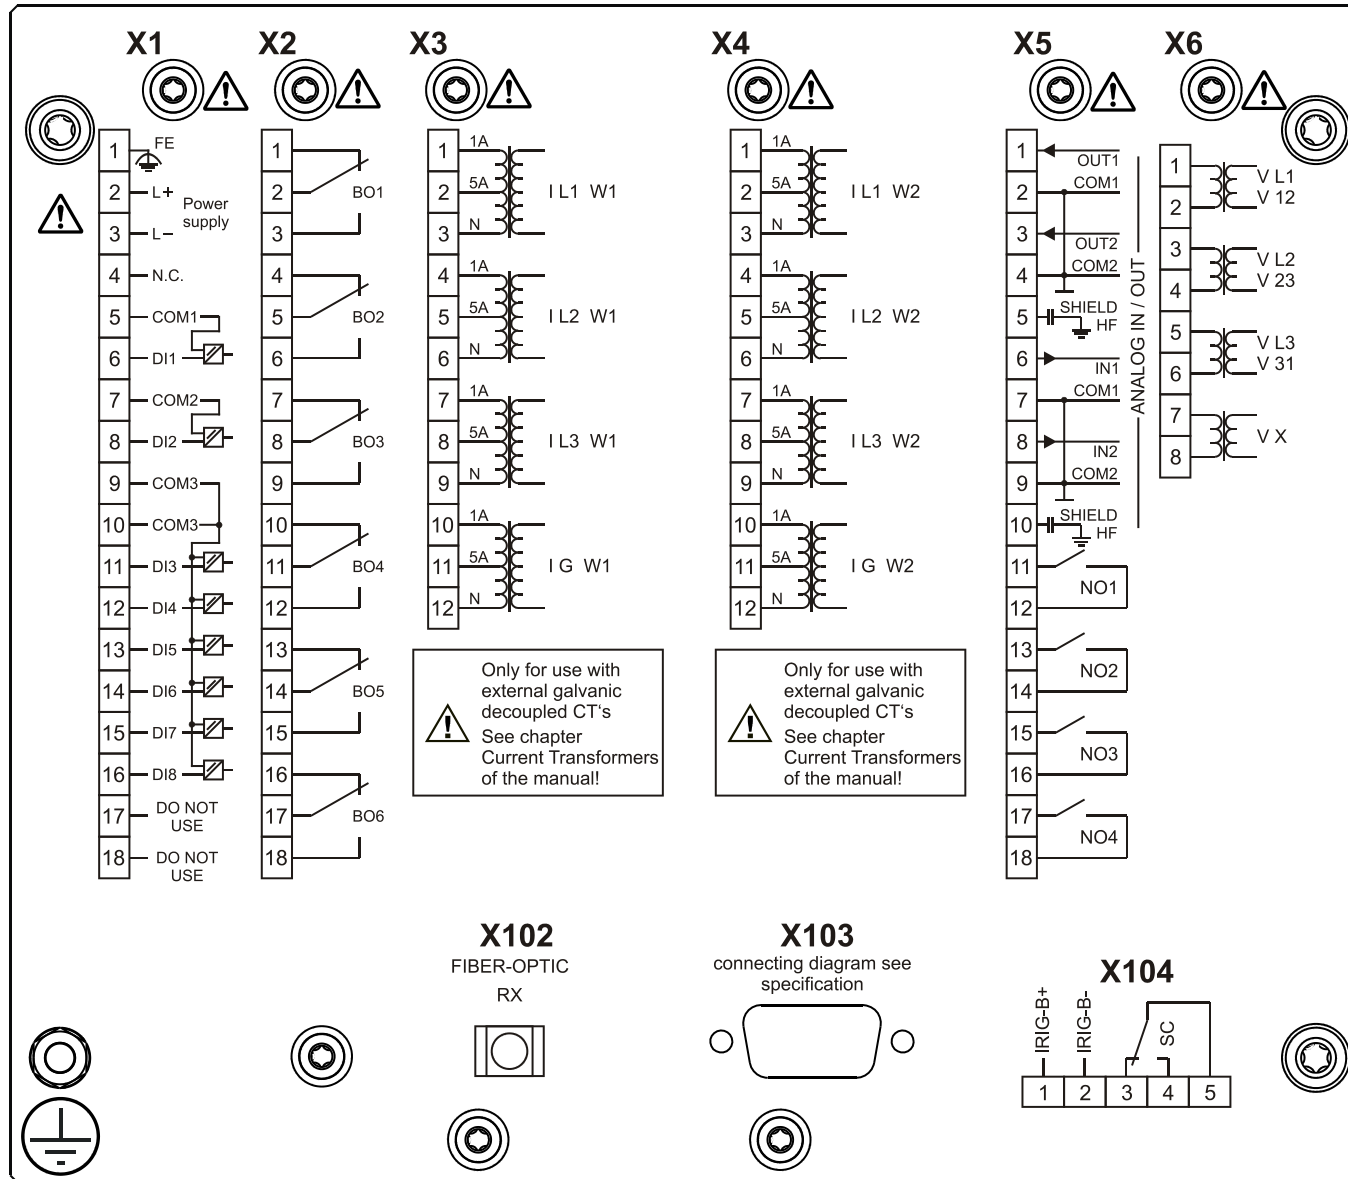 X1
X2
X3
X4
X5
X6
1 FE
2 L+
Power
supply
3 L–
4 N.C.
5 COM1
6 DI1
7 COM2
8 DI2
9 COM3
10 COM3
11 DI3
12 DI4
13 DI5
14 DI6
15 DI7
16 DI8
17 DO NOT
USE
18 DO NOT
USE
1
2 BO1
3
4
5 BO2
6
7
8 BO3
9
10
11 BO4
12
13
14 BO5
15
16
17 BO6
18
1 1A
2 5A I L1 W1
3 N
4 1A
5 5A I L2 W1
6 N
7 1A
8 5A I L3 W1
9 N
10 1A
11 5A I G W1
12 N
Only for use with
external galvanic
decoupled CT‘s
See chapter
Current Transformers
of the manual!
1 1A
2 5A I L1 W2
3 N
4 1A
5 5A I L2 W2
6 N
7 1A
8 5A I L3 W2
9 N
10 1A
11 5A I G W2
12 N
Only for use with
external galvanic
decoupled CT‘s
See chapter
Current Transformers
of the manual!
1 OUT1
2 COM1
3 OUT2
4 COM2
5 SHIELD
HF
6 IN1
7 COM1
8 IN2
9 COM2
10 SHIELD
HF
ANALOG IN / OUT
11
NO1
12
13
NO2
14
15
NO3
16
17
NO4
18
1 V L1
2 V 12
3 V L2
4 V 23
5 V L3
6 V 31
7
V X
8
X102
FIBER-OPTIC
RX
X103
connecting diagram see
specification
X104
IRIG-B+
IRIG-B-
SC
1 2 3 4 5